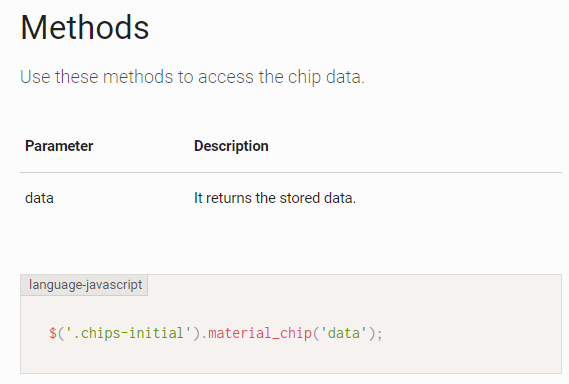 Methods
Use these methods to access the chip data.
Parameter Description
data It returns the stored data.
language-javascript
$('.chips-initial').material_chip('data');